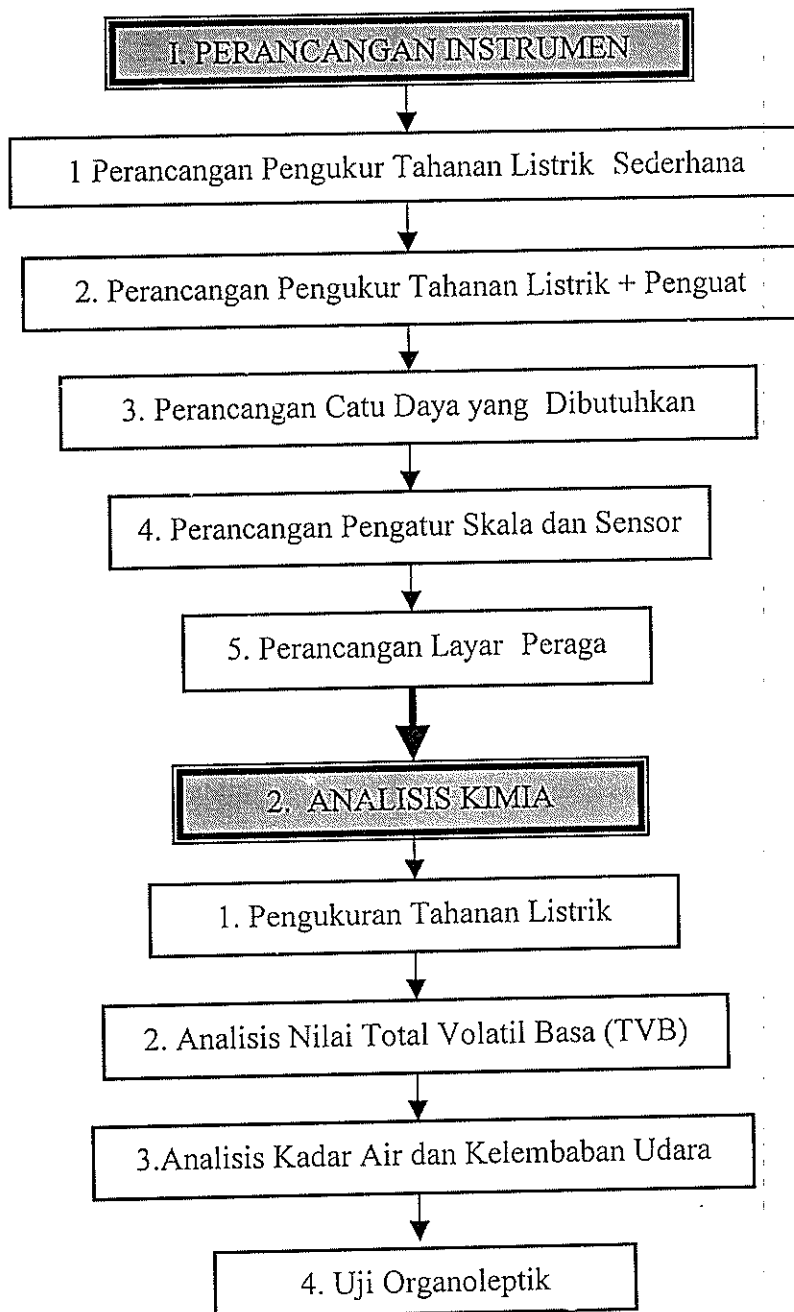 I. PERANCANGAN INSTRUMEN
1 Perancangan Pengukur Tahanan Listrik Sederhana
2. Perancangan Pengukur Tahanan Listrik + Penguat
3. Perancangan Catu Daya yang Dibutuhkan
4. Perancangan Pengatur Skala dan Sensor
5. Perancangan Layar Peraga
2. ANALISIS KIMIA
1. Pengukuran Tahanan Listrik
2. Analisis Nilai Total Volatil Basa (TVB)
3.Analisis Kadar Air dan Kelembaban Udara
4. Uji Organoleptik